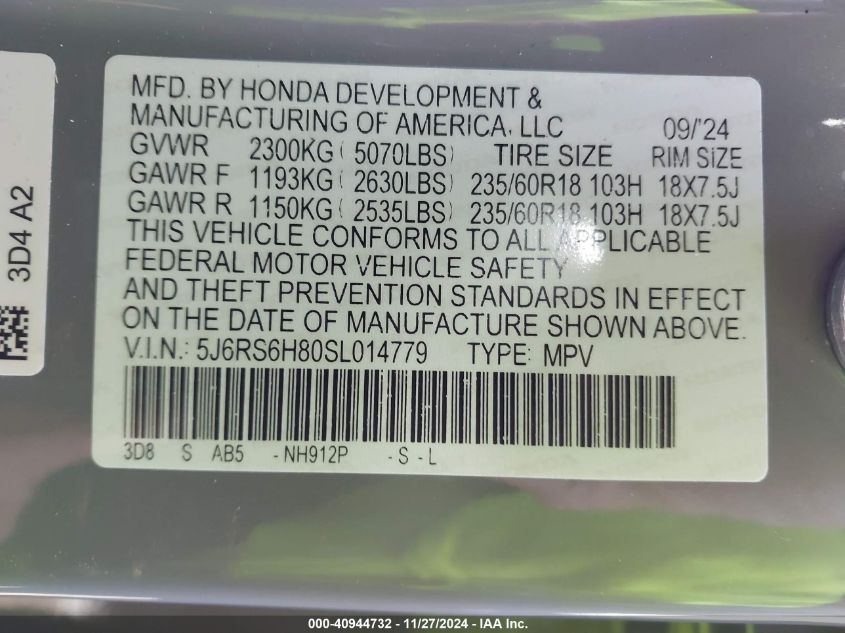 MFD. BY HONDA DEVELOPMENT &
MANUFACTURING OF AMERICA, LLC 09/'24
GVWR 2300KG ( 5070LBS) TIRE SIZE RIM SIZE
GAWR F 1193KG ( 2630LBS) 235/60R18 103H 18X7.5J
GAWR R 1150KG ( 2535LBS) 235/60R18 103H 18X7.5J
THIS VEHICLE CONFORMS TO ALL APPLICABLE
FEDERAL MOTOR VEHICLE SAFETY
AND THEFT PREVENTION STANDARDS IN EFFECT
ON THE DATE OF MANUFACTURE SHOWN ABOVE.
V.I.N.: 5J6RS6H80SL014779 TYPE: MPV
3D8 S AB5 -NH912P -S -L
3D4 A2
000-40944732 - 11/27/2024 - IAA Inc.